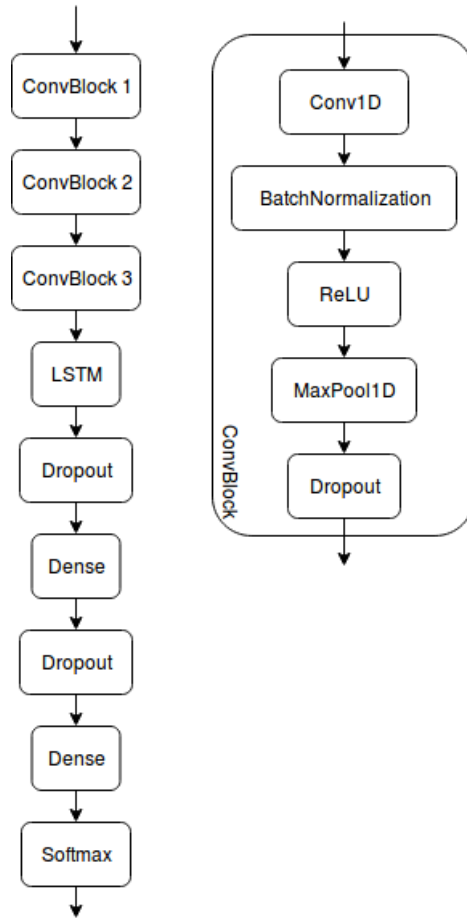 ConvBlock 1
ConvBlock 2
ConvBlock 3
LSTM
Dropout
Dense
Dropout
Dense
Softmax
Conv1D
BatchNormalization
ReLU
MaxPool1D
Dropout
ConvBlock